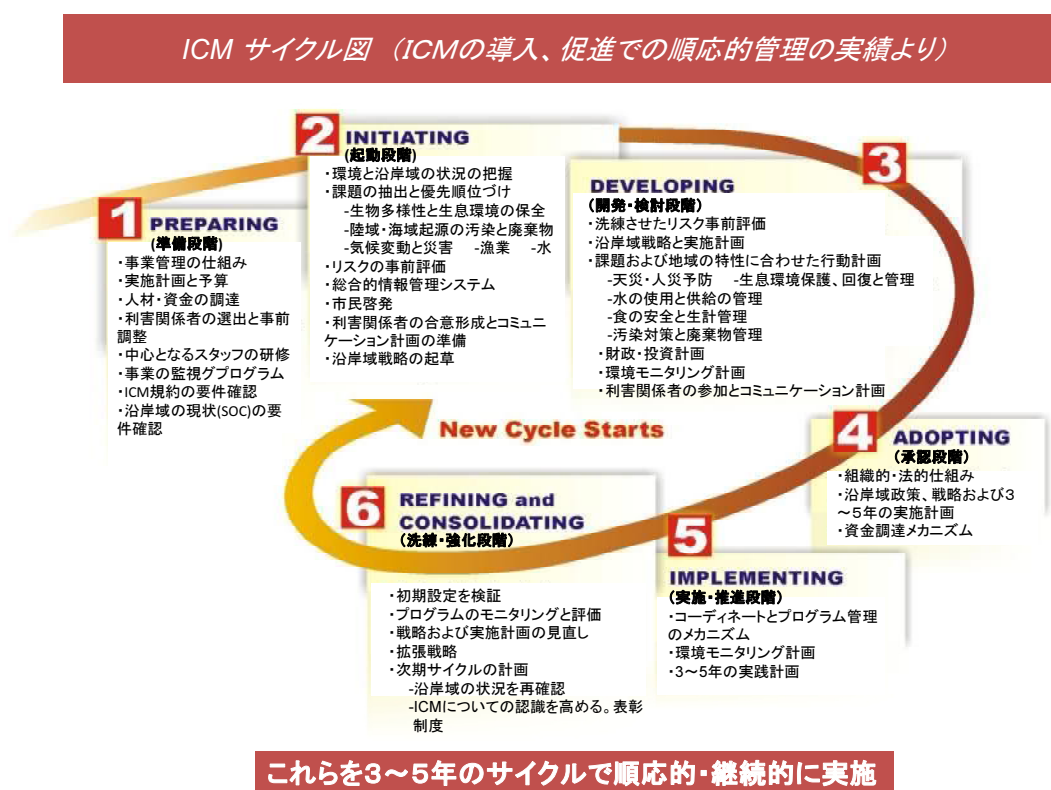 ICM サイクル図 (ICMの導入、促進での順応的管理の実績より)
1 PREPARING
(準備段階)
・事業管理の仕組み
・実施計画と予算
・人材・資金の調達
・利害関係者の選出と事前
調整
・中心となるスタッフの研修
・事業の監視グプログラム
・ICM規約の要件確認
・沿岸域の現状(SOC)の要
件確認
2 INITIATING
(起動段階)
・環境と沿岸域の状況の把握
・課題の抽出と優先順位づけ
-生物多様性と生息環境の保全
-陸域・海域起源の汚染と廃棄物
-気候変動と災害 -漁業 -水
・リスクの事前評価
・総合的情報管理システム
・市民啓発
・利害関係者の合意形成とコミュニ
ケーション計画の準備
・沿岸域戦略の起草
3
DEVELOPING
(開発・検討段階)
・洗練させたリスク事前評価
・沿岸域戦略と実施計画
・課題および地域の特性に合わせた行動計画
-天災・人災予防 -生息環境保護、回復と管理
-水の使用と供給の管理
-食の安全と生計管理
-汚染対策と廃棄物管理
・財政・投資計画
・環境モニタリング計画
・利害関係者の参加とコミュニケーション計画
New Cycle Starts
4 ADOPTING
(承認段階)
・組織的・法的仕組み
・沿岸域政策、戦略および3
～5年の実施計画
・資金調達メカニズム
5
IMPLEMENTING
(実施・推進段階)
・コーディネートとプログラム管理
のメカニズム
・環境モニタリング計画
・3～5年の実践計画
6 REFINING and
CONSOLIDATING
(洗練・強化段階)
・初期設定を検証
・プログラムのモニタリングと評価
・戦略および実施計画の見直し
・拡張戦略
・次期サイクルの計画
-沿岸域の状況を再確認
-ICMについての認識を高める。表彰
制度
これらを3～5年のサイクルで順応的・継続的に実施